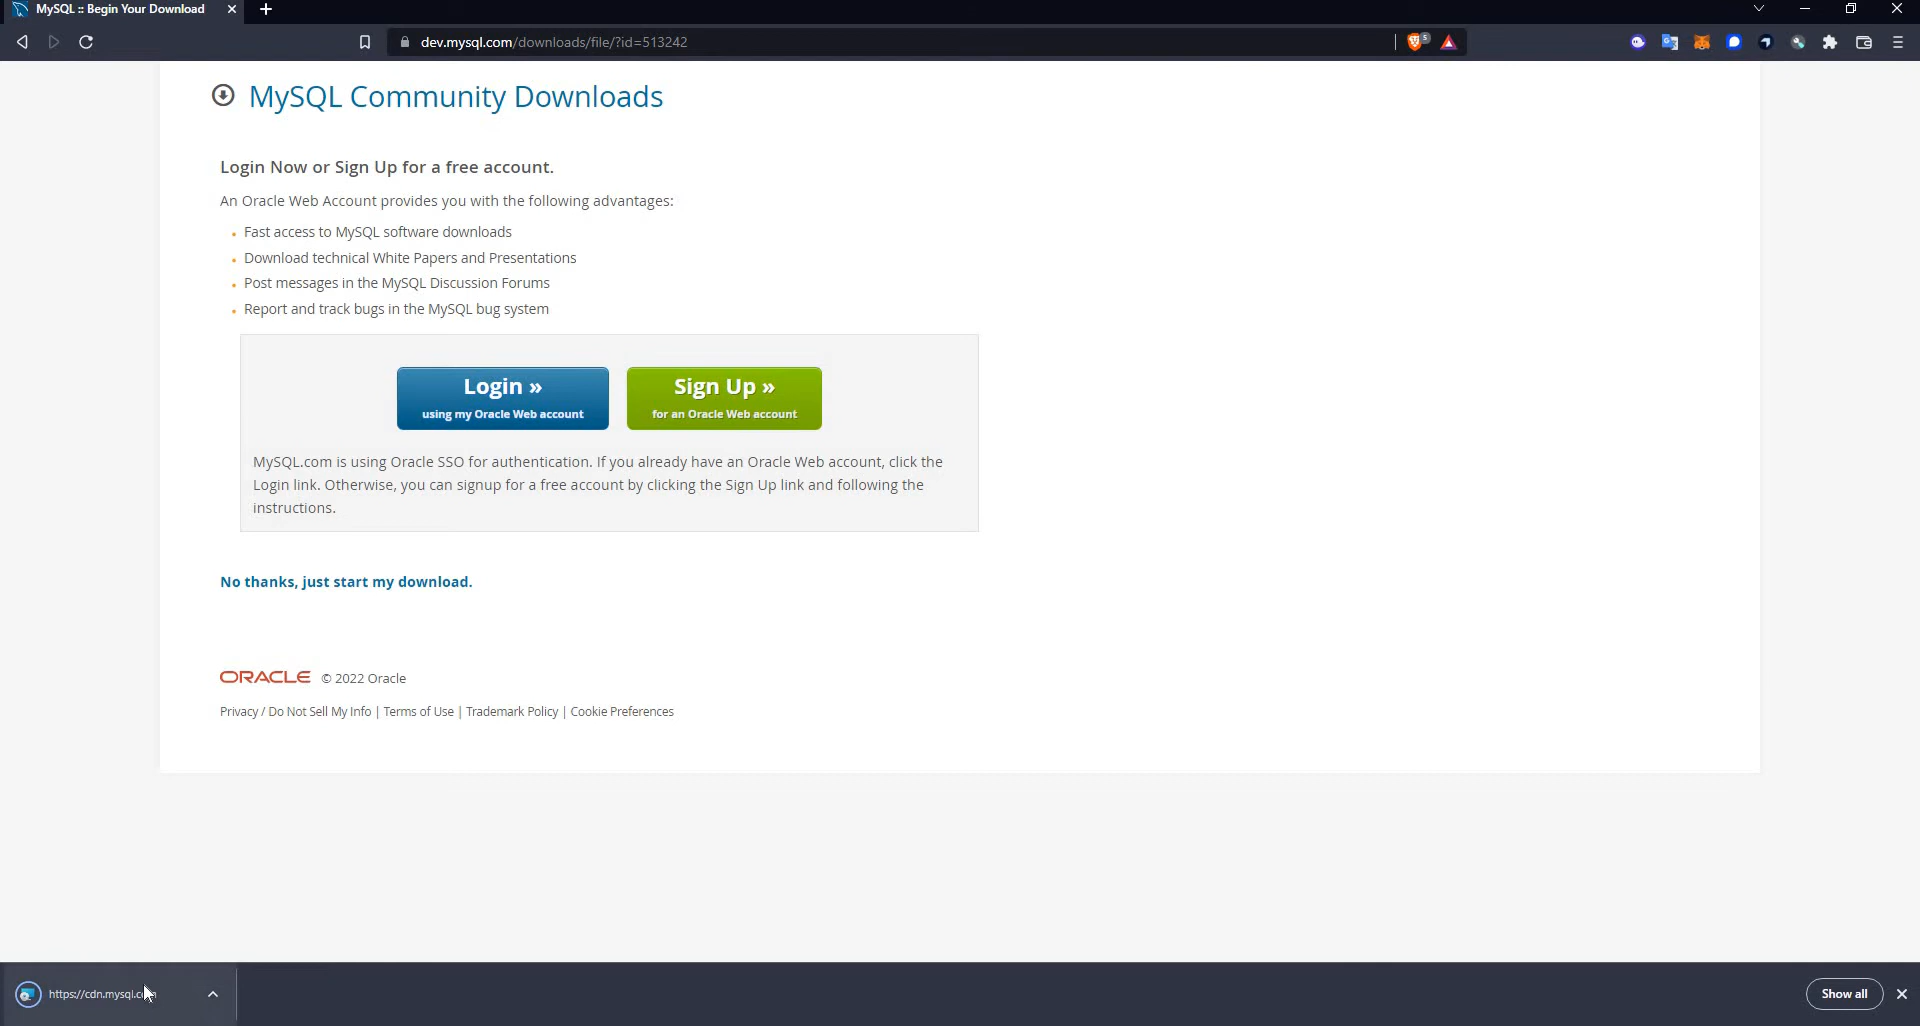 MySQL :: Begin Your Download
dev.mysql.com/downloads/file/?id=513242
5
MySQL Community Downloads
Login Now or Sign Up for a free account.
An Oracle Web Account provides you with the following advantages:
Fast access to MySQL software downloads
Download technical White Papers and Presentations
Post messages in the MySQL Discussion Forums
Report and track bugs in the MySQL bug system
Login »
using my Oracle Web account
Sign Up »
for an Oracle Web account
MySQL.com is using Oracle SSO for authentication. If you already have an Oracle Web account, click the
Login link. Otherwise, you can signup for a free account by clicking the Sign Up link and following the
instructions.
No thanks, just start my download.
ORACLE © 2022 Oracle
Privacy / Do Not Sell My Info | Terms of Use | Trademark Policy | Cookie Preferences
https://cdn.mysql.com
Show all